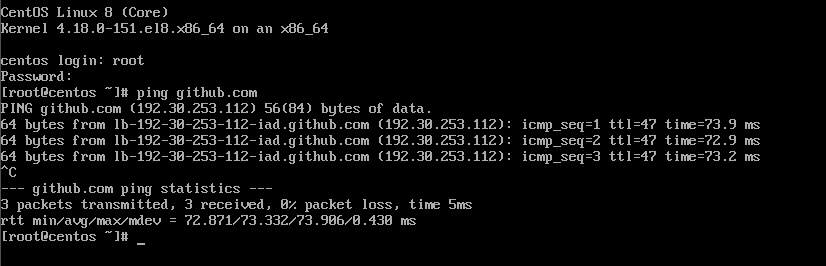 CentOS Linux 8 (Core)
Kernel 4.18.0-151.el8.x86_64 on an x86_64
centos login: root
Password:
[root@centos ~]# ping github.com
PING github.com (192.30.253.112) 56(84) bytes of data.
64 bytes from lb-192-30-253-112-iad.github.com (192.30.253.112): icmp_seq=1 ttl=47 time=73.9 ms
64 bytes from lb-192-30-253-112-iad.github.com (192.30.253.112): icmp_seq=2 ttl=47 time=72.9 ms
64 bytes from lb-192-30-253-112-iad.github.com (192.30.253.112): icmp_seq=3 ttl=47 time=73.2 ms
^C
--- github.com ping statistics ---
3 packets transmitted, 3 received, 0% packet loss, time 5ms
rtt min/avg/max/mdev = 72.871/73.332/73.906/0.430 ms
[root@centos ~]# _